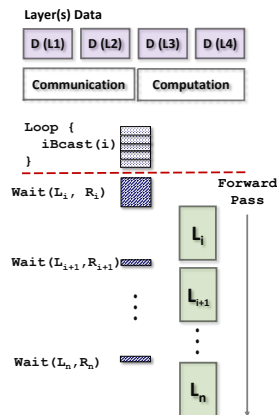 Layer(s) Data
D (L1) D (L2) D (L3) D (L4)
Communication Computation
Loop {
iBcast(i)
}
Wait(Li, Ri)
Forward Pass
Li
Wait(Li+1,Ri+1)
Li+1
Wait(Ln,Rn)
Ln